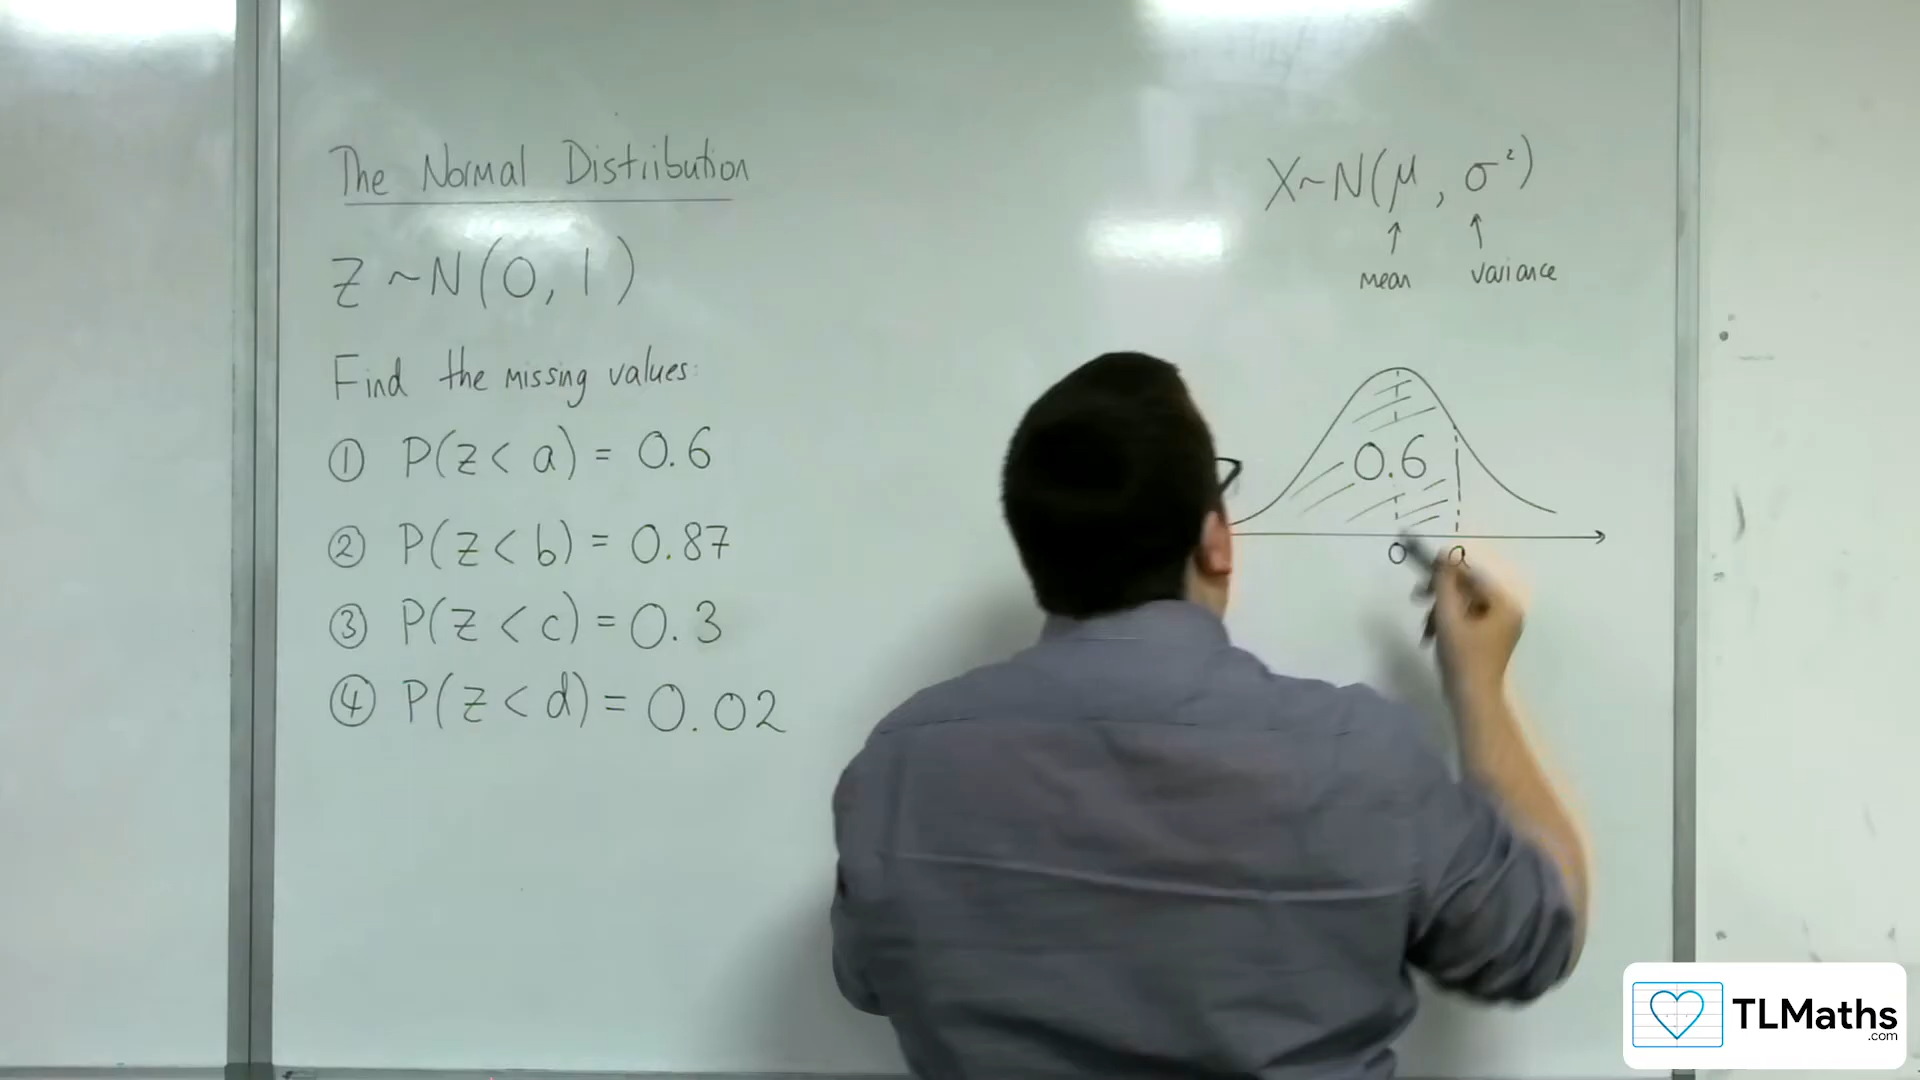 The Normal Distribution
Z ~ N(0, 1)
Find the missing values:
① P(Z < a) = 0.6
② P(Z < b) = 0.87
③ P(Z < c) = 0.3
④ P(Z < d) = 0.02
X~N(μ, σ²)
↑ ↑
mean variance
0.6
0 a
TLMaths
.com